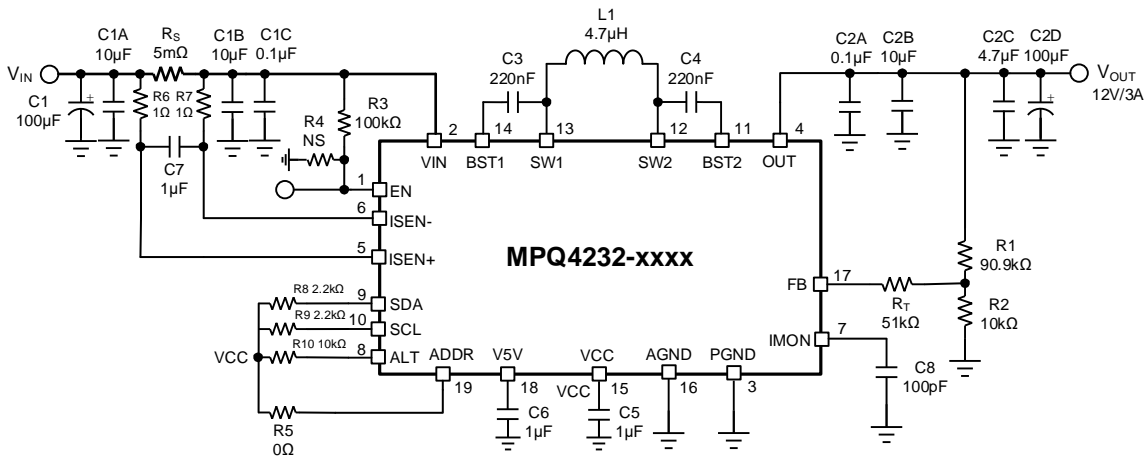 L1
4.7µH
C1A
10µF
RS
5mΩ
C1B
10µF
C1C
0.1µF
C3
220nF
C4
220nF
C2A
0.1µF
C2B
10µF
C2C
4.7µF
C2D
100µF
VIN
VOUT
12V/3A
C1
100µF
+
R6
1Ω
R7
1Ω
R3
100kΩ
R4
NS
C7
1µF
+
2
14
13
12
11
4
VIN
BST1
SW1
SW2
BST2
OUT
1
EN
6
ISEN-
5
ISEN+
MPQ4232-xxxx
FB
17
RT
51kΩ
R1
90.9kΩ
R2
10kΩ
R8 2.2kΩ
9
SDA
R9 2.2kΩ
10
SCL
VCC
R10 10kΩ
8
ALT
IMON
7
C8
100pF
ADDR
V5V
VCC
AGND
PGND
19
18
VCC
15
16
3
R5
0Ω
C6
1µF
C5
1µF